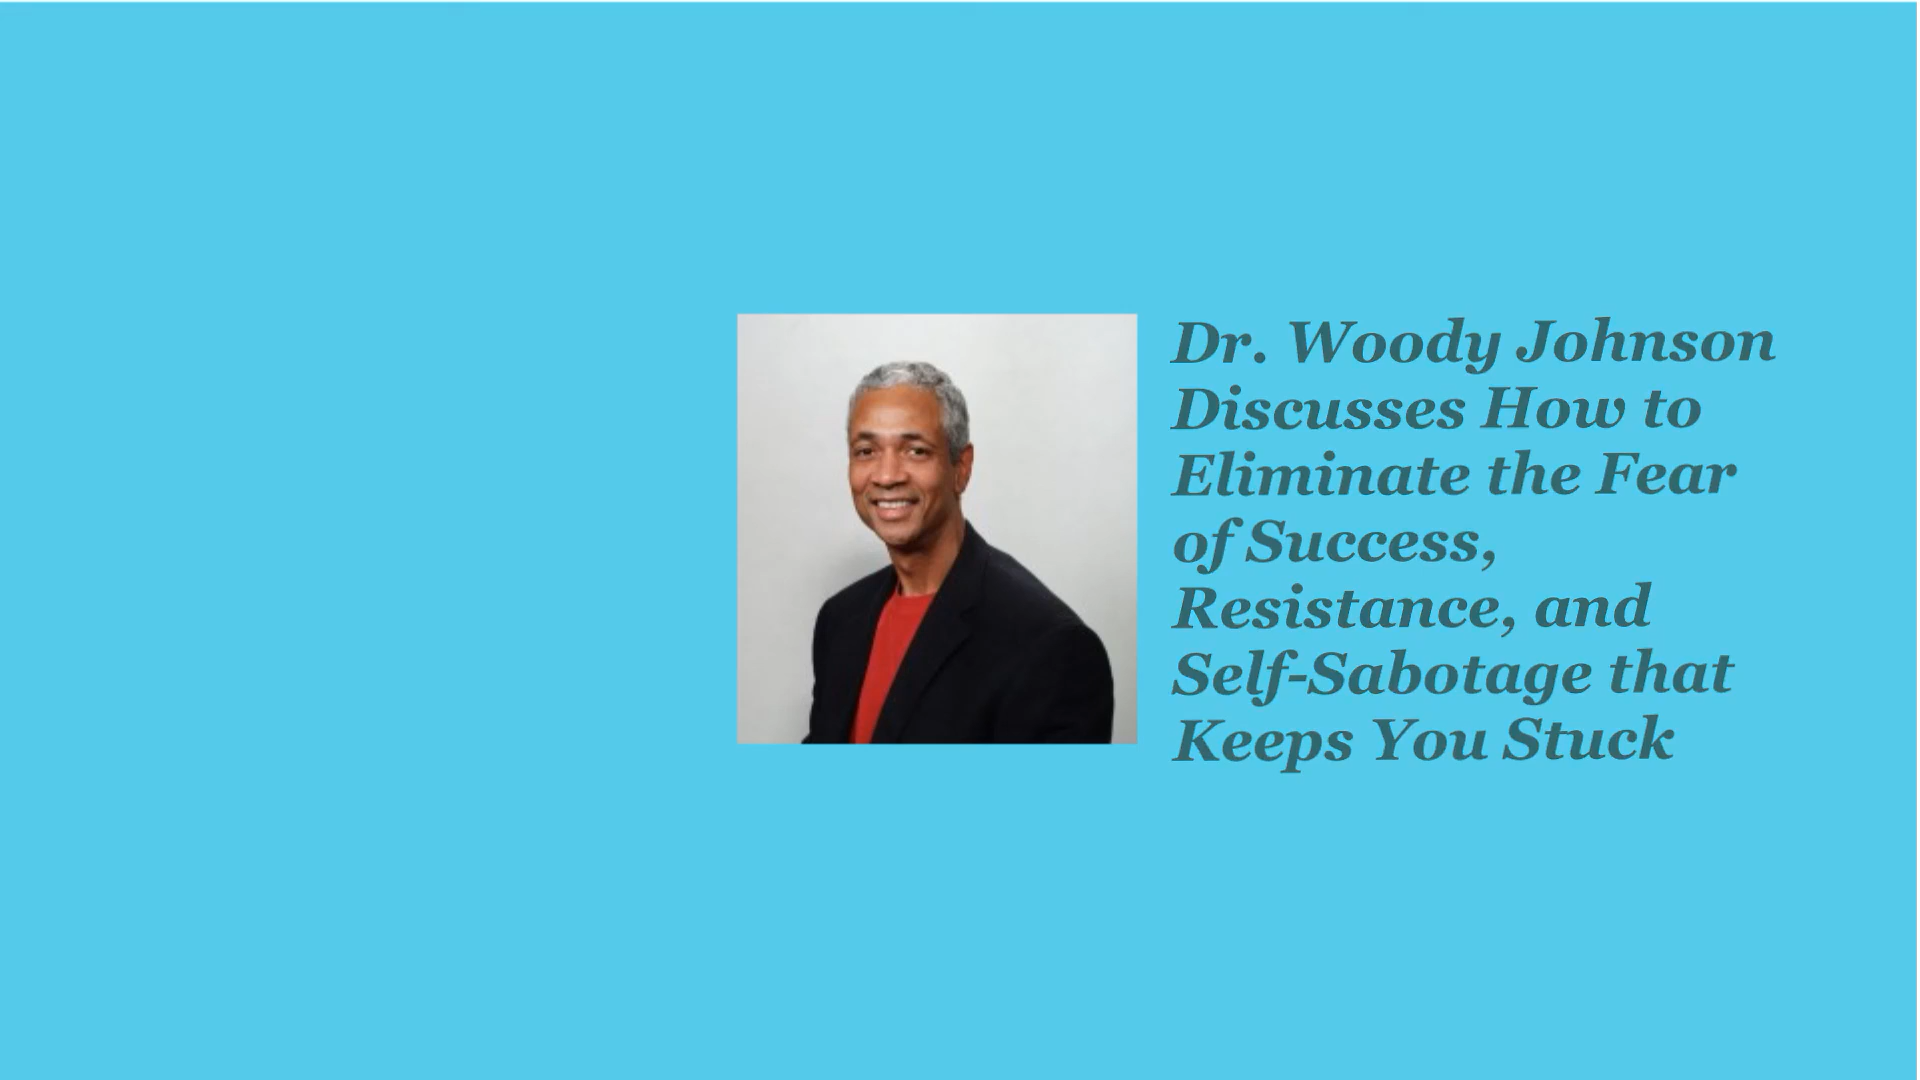 Dr. Woody Johnson
Discusses How to
Eliminate the Fear
of Success,
Resistance, and
Self-Sabotage that
Keeps You Stuck